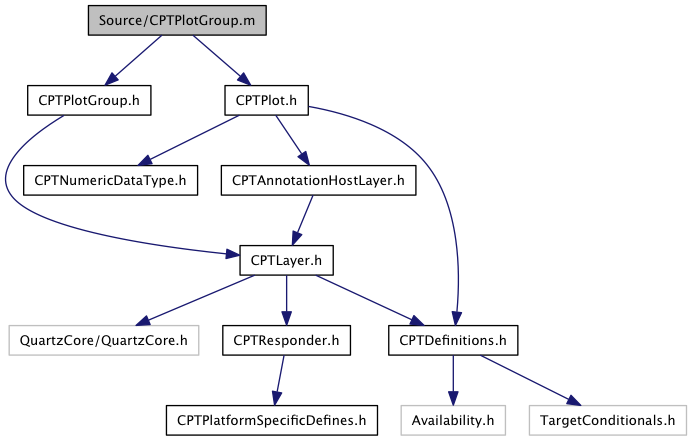 Source/CPTPlotGroup.m
CPTPlotGroup.h
CPTPlot.h
CPTNumericDataType.h
CPTAnnotationHostLayer.h
CPTLayer.h
QuartzCore/QuartzCore.h
CPTResponder.h
CPTDefinitions.h
CPTPlatformSpecificDefines.h
Availability.h
TargetConditionals.h